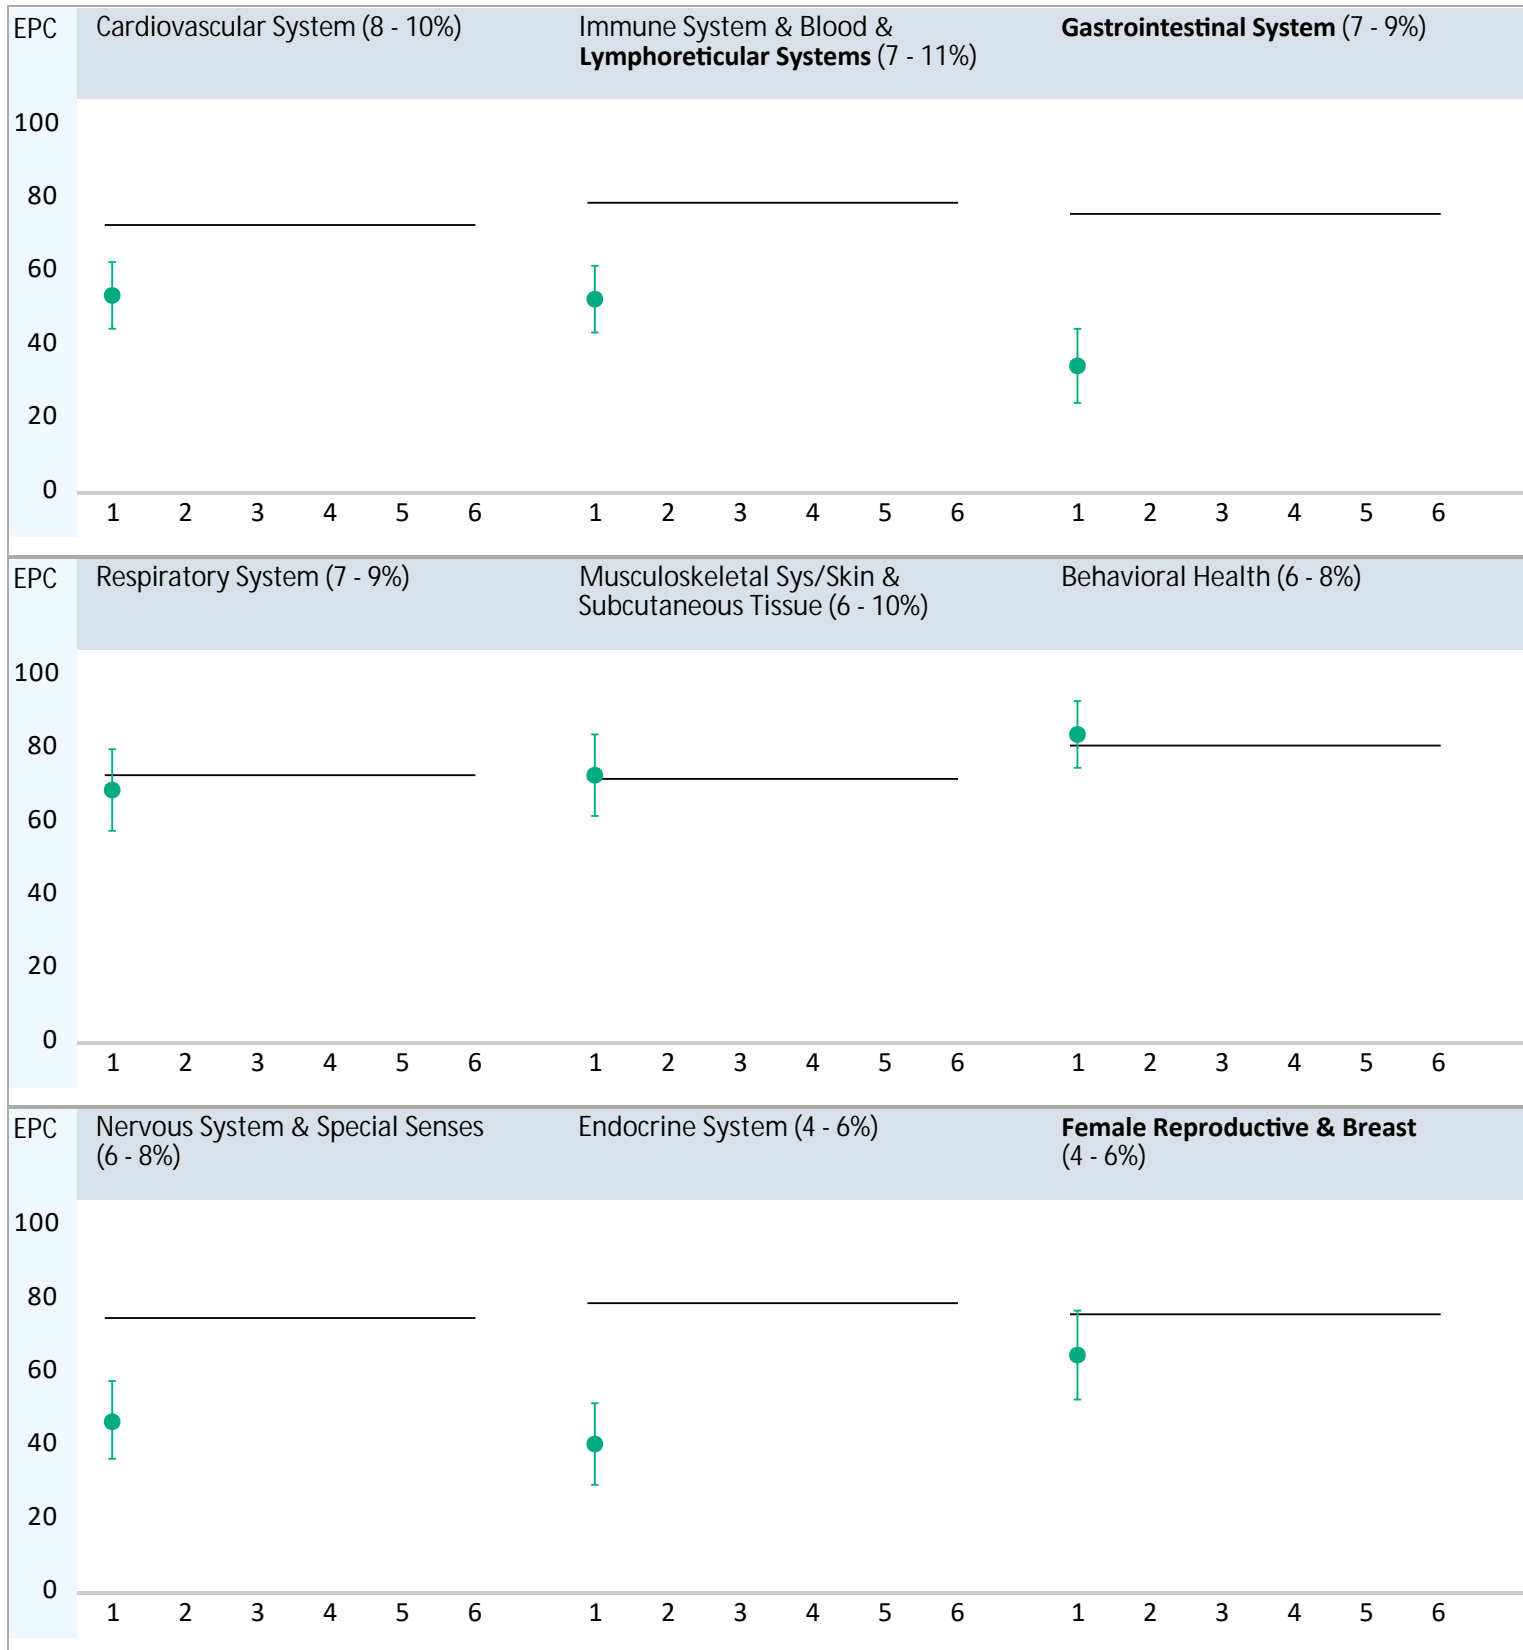 EPC Cardiovascular System (8 - 10%) Immune System & Blood & Gastrointestinal System (7 - 9%)
Lymphoreticular Systems (7 - 11%)
100
80
60
40
20
0
1 2 3 4 5 6 1 2 3 4 5 6 1 2 3 4 5 6
EPC Respiratory System (7 - 9%) Musculoskeletal Sys/Skin & Behavioral Health (6 - 8%)
Subcutaneous Tissue (6 - 10%)
100
80
60
40
20
0
1 2 3 4 5 6 1 2 3 4 5 6 1 2 3 4 5 6
EPC Nervous System & Special Senses Endocrine System (4 - 6%) Female Reproductive & Breast
(6 - 8%) (4 - 6%)
100
80
60
40
20
0
1 2 3 4 5 6 1 2 3 4 5 6 1 2 3 4 5 6